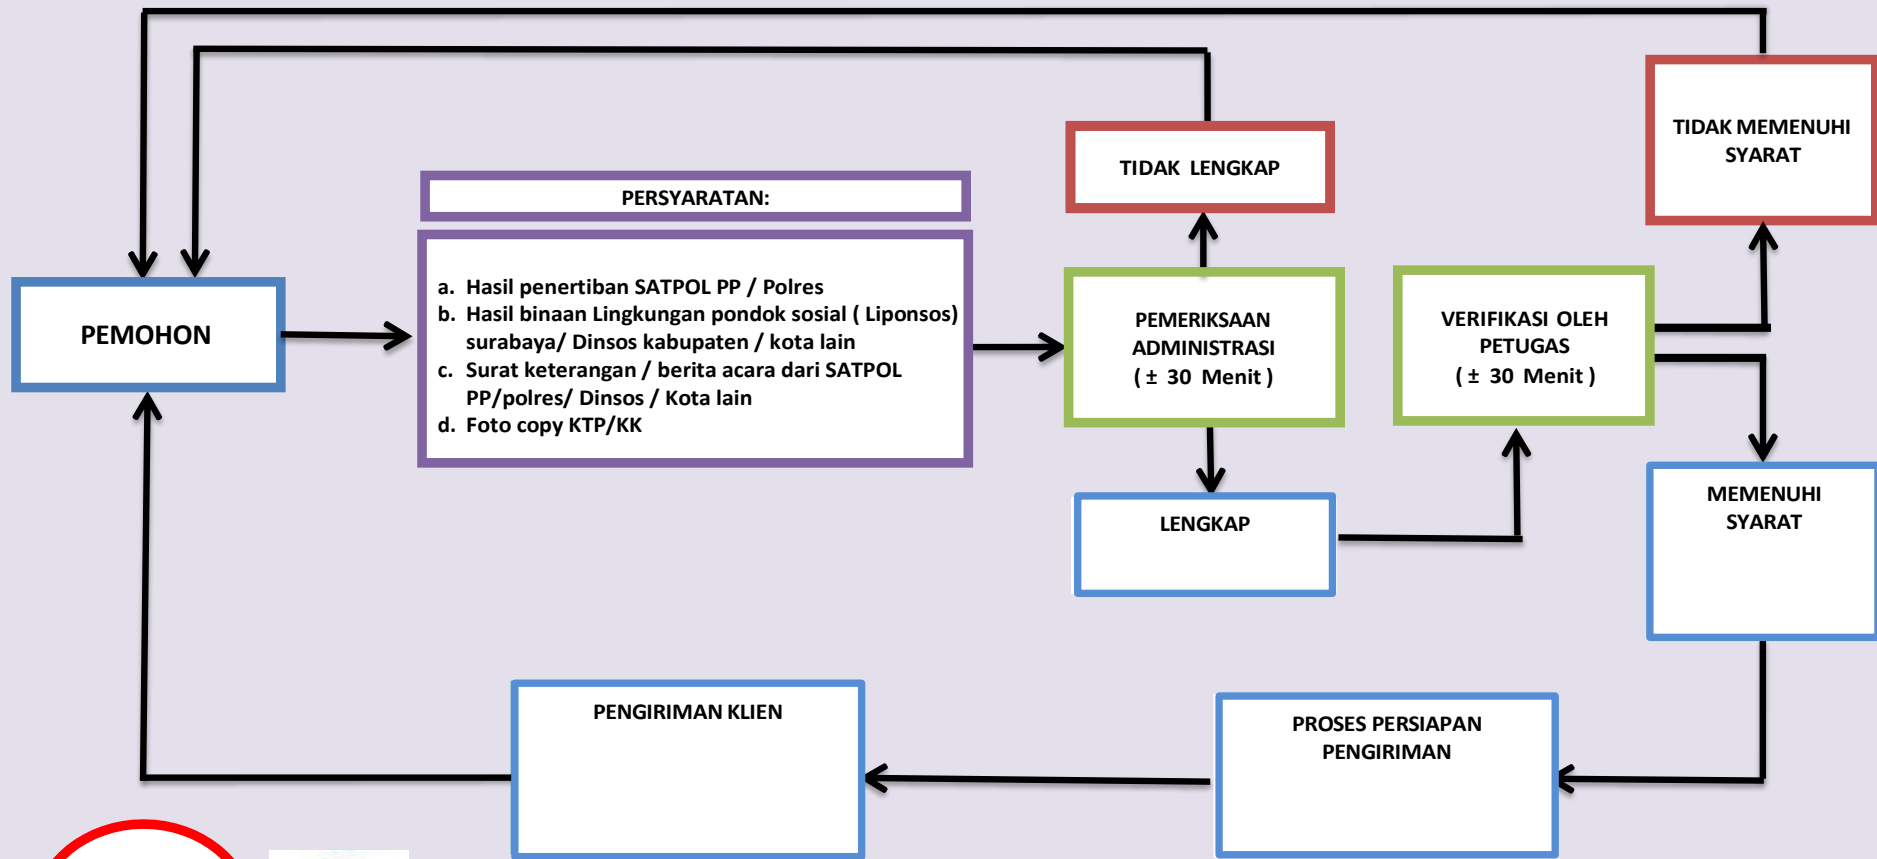 TIDAK MEMENUHI
SYARAT
TIDAK LENGKAP
PERSYARATAN:
PEMOHON
a. Hasil penertiban SATPOL PP / Polres
b. Hasil binaan Lingkungan pondok sosial ( Liponsos)
surabaya/ Dinsos kabupaten / kota lain
c. Surat keterangan / berita acara dari SATPOL
PP/polres/ Dinsos / Kota lain
d. Foto copy KTP/KK
PEMERIKSAAN
ADMINISTRASI
( ± 30 Menit )
VERIFIKASI OLEH
PETUGAS
( ± 30 Menit )
LENGKAP
MEMENUHI
SYARAT
PENGIRIMAN KLIEN
PROSES PERSIAPAN
PENGIRIMAN